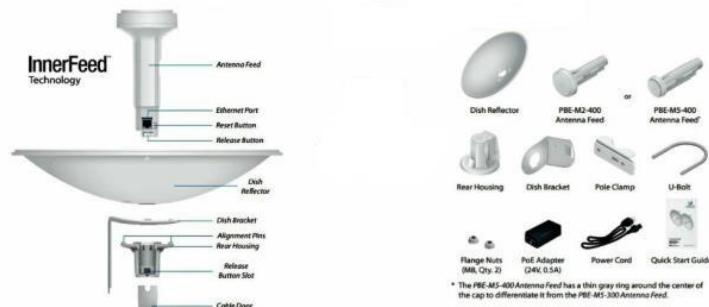 InnerFeed™
Technology
Antenna Feed
Ethernet Port
Reset Button
Release Button
Dish
Reflector
Dish Bracket
Alignment Pins
Rear Housing
Release
Button Slot
Cable Door
Dish Reflector
PBE-M2-400
Antenna Feed
or
PBE-M5-400
Antenna Feed*
Rear Housing
Dish Bracket
Pole Clamp
U-Bolt
Flange Nuts
(M8, Qty. 2)
PoE Adapter
(24V, 0.5A)
Power Cord
Quick Start Guide
* The PBE-M5-400 Antenna Feed has a thin gray ring around the center of
the cap to differentiate it from the PBE-M5-300 Antenna Feed.